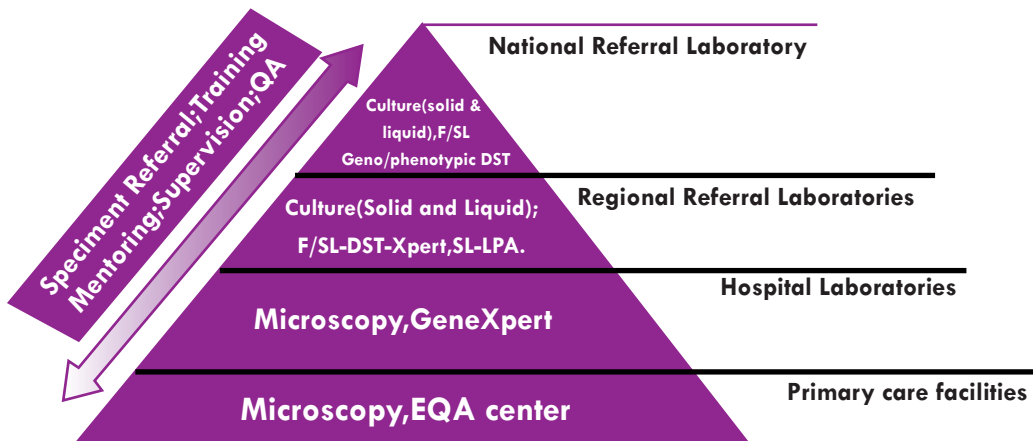 Speciment Referral;Training
Mentoring;Supervision;QA
National Referral Laboratory
Culture(solid &
liquid),F/SL
Geno/phenotypic DST
Regional Referral Laboratories
Culture(Solid and Liquid);
F/SL-DST-Xpert,SL-LPA.
Hospital Laboratories
Microscopy,GeneXpert
Primary care facilities
Microscopy,EQA center